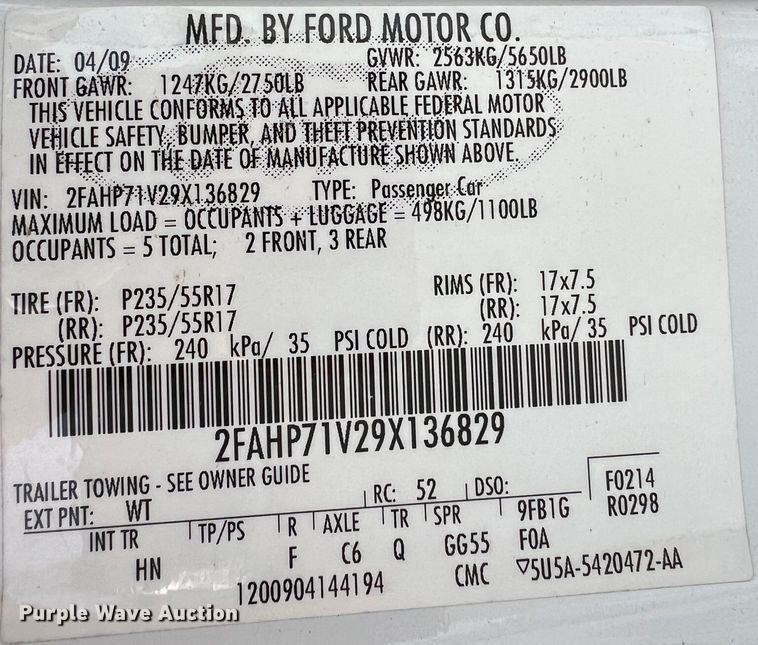 MFD. BY FORD MOTOR CO.
DATE: 04/09 GVWR: 2563KG/5650LB
FRONT GAWR: 1247KG/2750LB REAR GAWR: 1315KG/2900LB
THIS VEHICLE CONFORMS TO ALL APPLICABLE FEDERAL MOTOR
VEHICLE SAFETY, BUMPER, AND THEFT PREVENTION STANDARDS
IN EFFECT ON THE DATE OF MANUFACTURE SHOWN ABOVE.
VIN: 2FAHP71V29X136829 TYPE: Passenger Car
MAXIMUM LOAD = OCCUPANTS + LUGGAGE = 498KG/1100LB
OCCUPANTS = 5 TOTAL; 2 FRONT, 3 REAR
TIRE (FR): P235/55R17 RIMS (FR): 17x7.5
(RR): P235/55R17 (RR): 17x7.5
PRESSURE (FR): 240 kPa/ 35 PSI COLD (RR): 240 kPa/ 35 PSI COLD
2FAHP71V29X136829
TRAILER TOWING - SEE OWNER GUIDE
EXT PNT: WT RC: 52 DSO: F0214
R0298
INT TR TP/PS R AXLE TR SPR 9FB1G
HN F C6 Q GG55 F0A
1200904144194 CMC ▽5U5A-5420472-AA
Purple Wave Auction